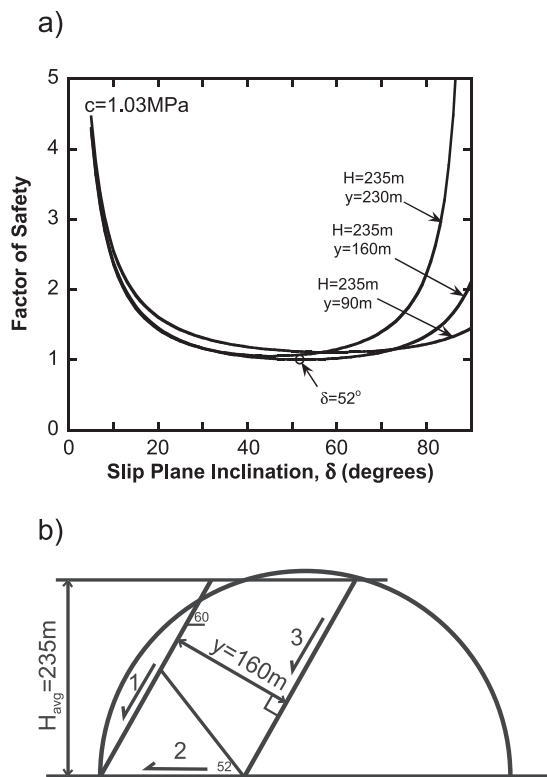 a)
5
c=1.03MPa
4
H=235m
y=230m
3
H=235m
y=160m
H=235m
y=90m
2
1
δ=52°
0
0 20 40 60 80
Factor of Safety
Slip Plane Inclination, δ (degrees)
b)
60
3
y=160m
H_avg=235m
1
2
52